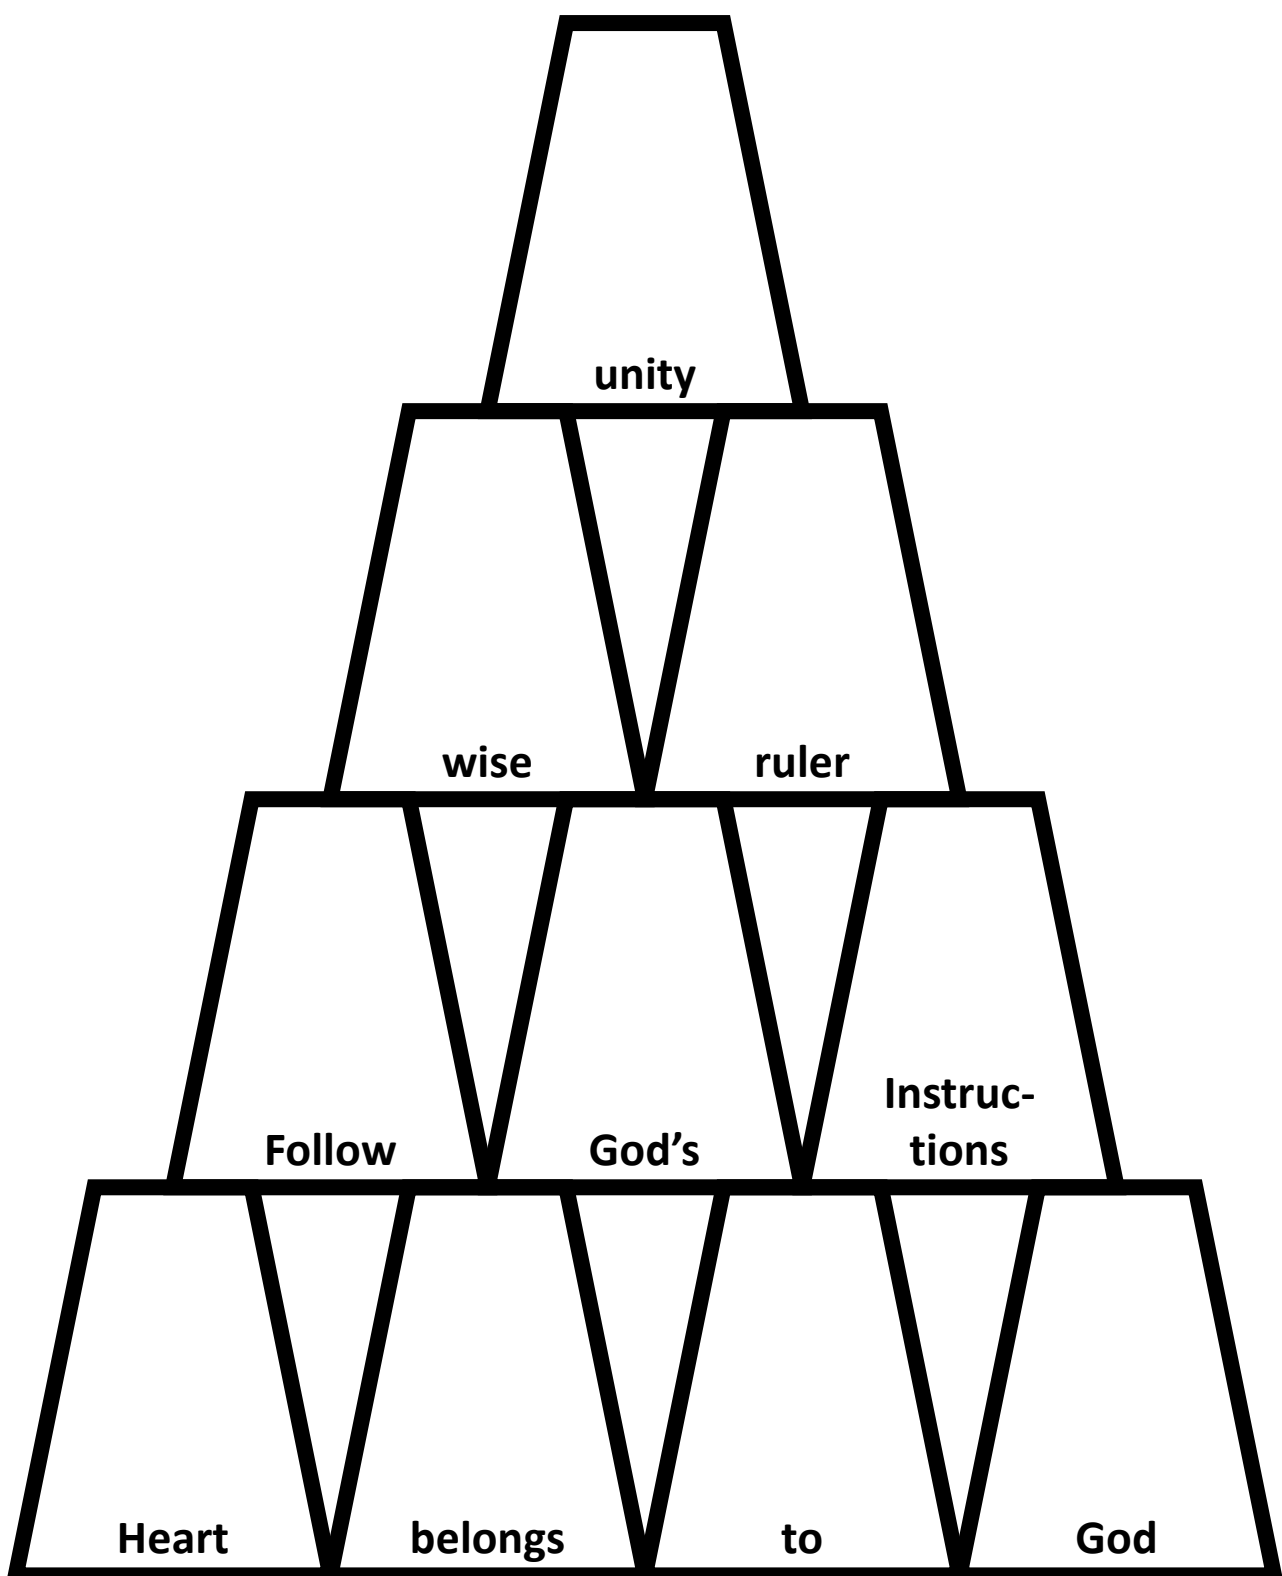 unity
wise ruler
Follow God’s Instruc-
tions
Heart belongs to God